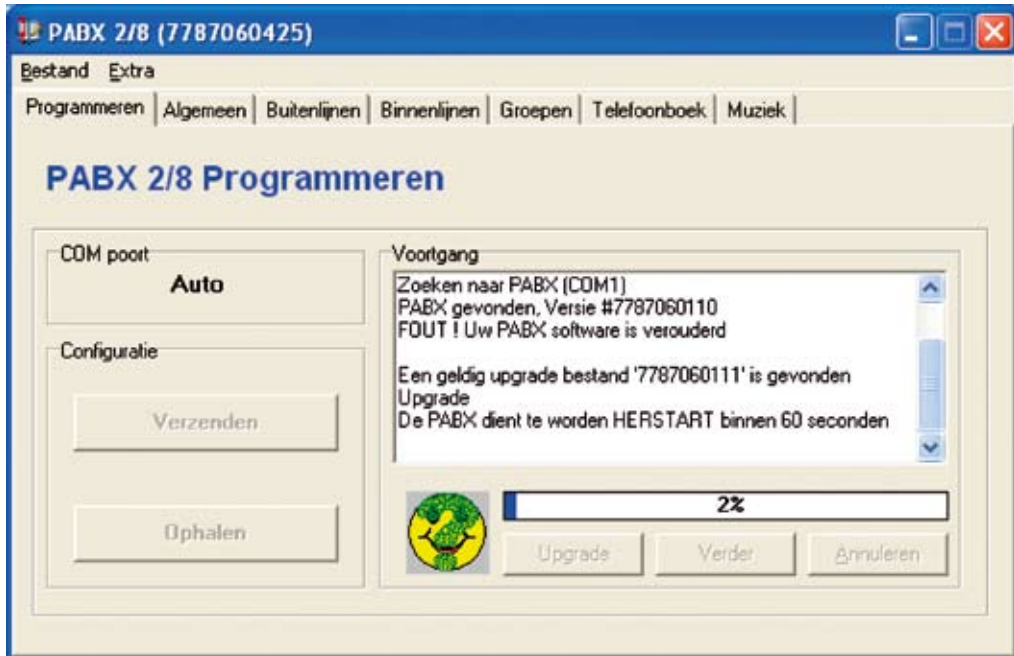 PABX 2/8 (7787060425)
Bestand Extra
Programmeren Algemeen Buitenlijnen Binnenlijnen Groepen Telefoonboek Muziek
PABX 2/8 Programmeren
COM poort
Auto
Configuratie
Verzenden
Ophalen
Voortgang
Zoeken naar PABX (COM1)
PABX gevonden, Versie #7787060110
FOUT ! Uw PABX software is verouderd
Een geldig upgrade bestand '7787060111' is gevonden
Upgrade
De PABX dient te worden HERSTART binnen 60 seconden
2%
Upgrade Verder Annuleren